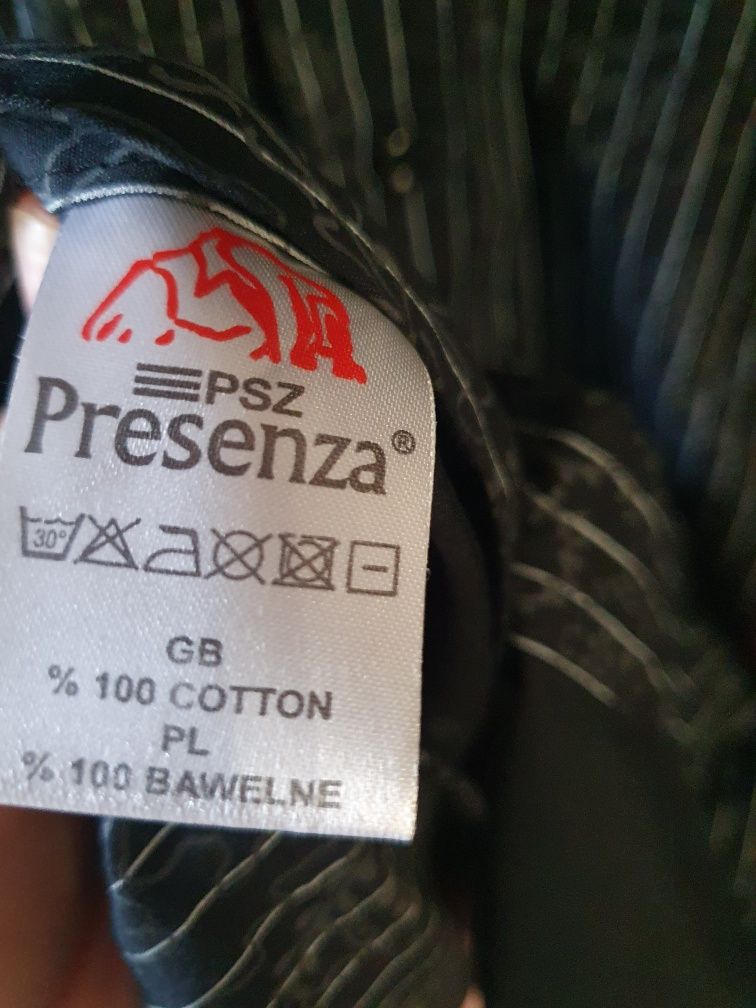 PSZ
Presenza®
30°
GB
% 100 COTTON
PL
% 100 BAWELNE